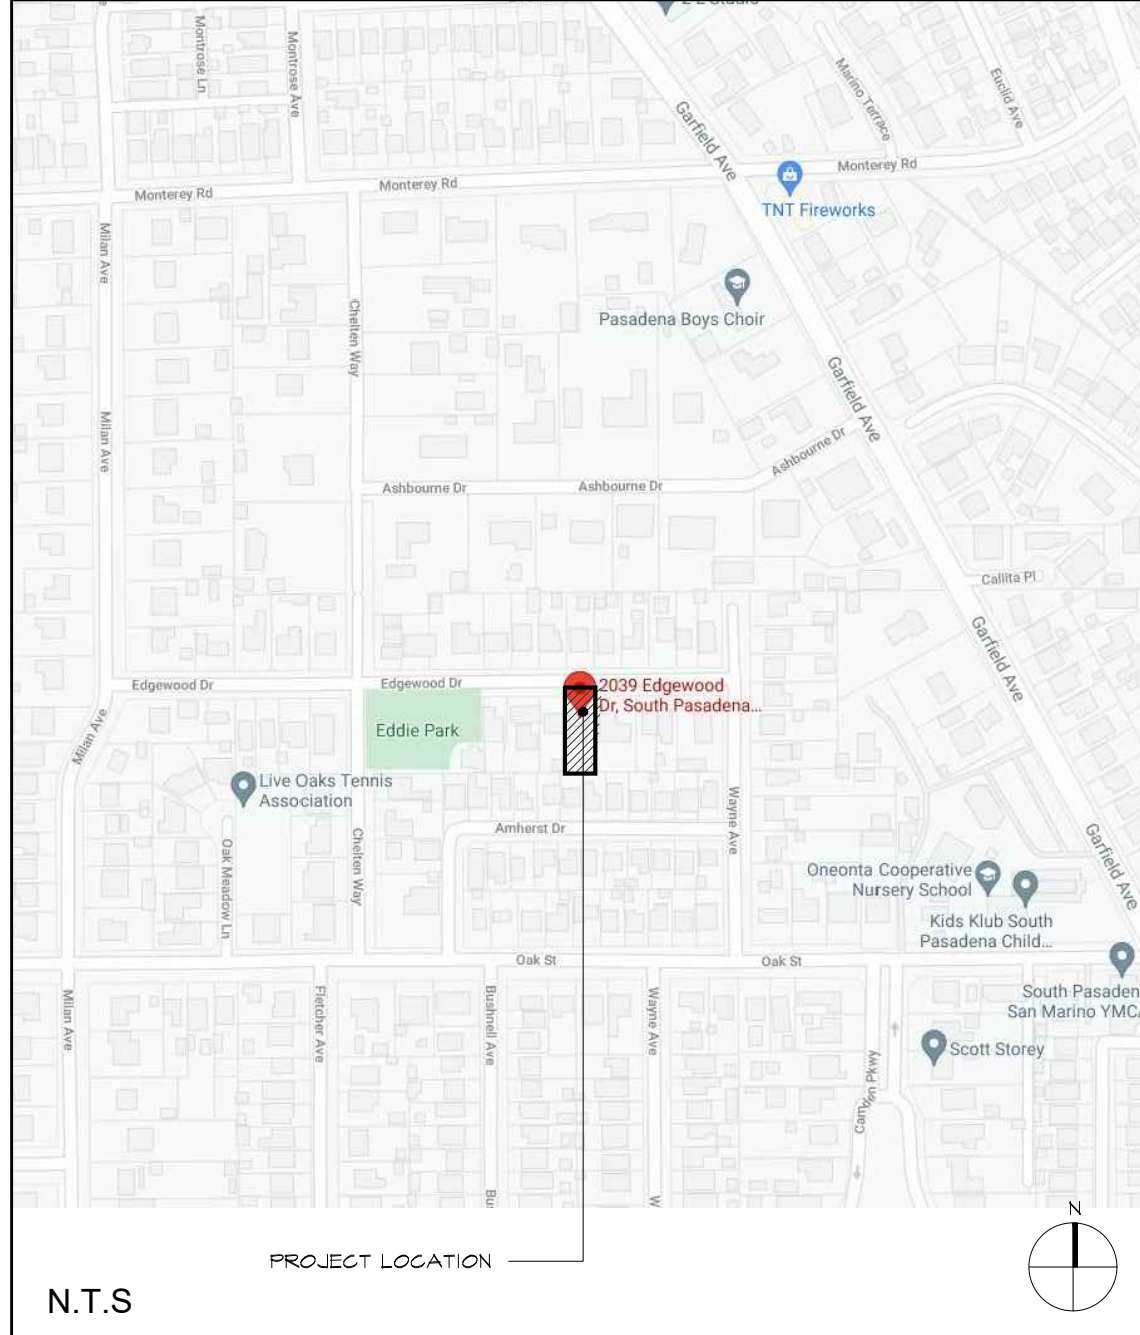 Montrose Ln
Montrose Ave
Garfield Ave
Marino Terrace
Euclid Ave
Monterey Rd
Monterey Rd
Monterey Rd
TNT Fireworks
Milan Ave
Chelten Way
Pasadena Boys Choir
Garfield Ave
Milan Ave
Ashbourne Dr
Ashbourne Dr
Ashbourne Dr
Callita Pl
Garfield Ave
Edgewood Dr
Edgewood Dr
2039 Edgewood
Dr, South Pasadena...
Milan Ave
Eddie Park
Live Oaks Tennis
Association
Amherst Dr
Wayne Ave
Oak Meadow Ln
Chelten Way
Garfield Ave
Oneonta Cooperative
Nursery School
Kids Klub South
Pasadena Child...
Oak St
Oak St
South Pasaden
San Marino YMCA
Milan Ave
Fletcher Ave
Bushnell Ave
Wayne Ave
Scott Storey
Camden Pkwy
Bus
W
N
PROJECT LOCATION
N.T.S